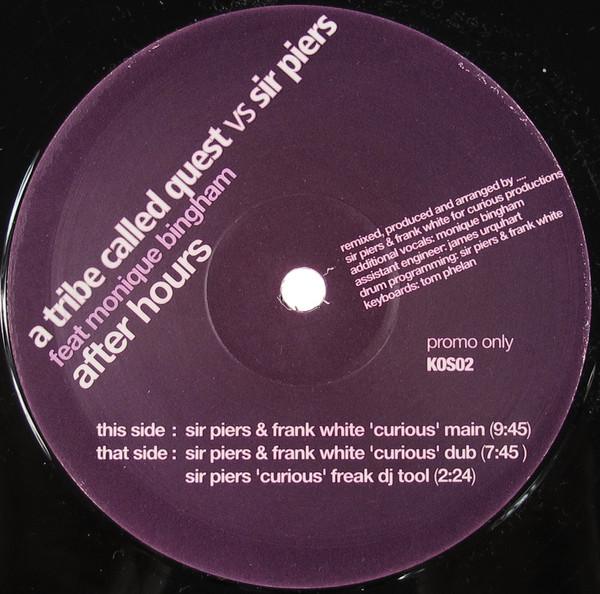 a tribe called quest vs sir piers
feat monique bingham
after hours
remixed, produced and arranged by ....
sir piers & frank white for curious productions
additional vocals: monique bingham
assistant engineer: james urquhart
drum programming: sir piers & frank white
keyboards: tom phelan
promo only
KOS02
this side : sir piers & frank white 'curious' main (9:45)
that side : sir piers & frank white 'curious' dub (7:45 )
sir piers 'curious' freak dj tool (2:24)